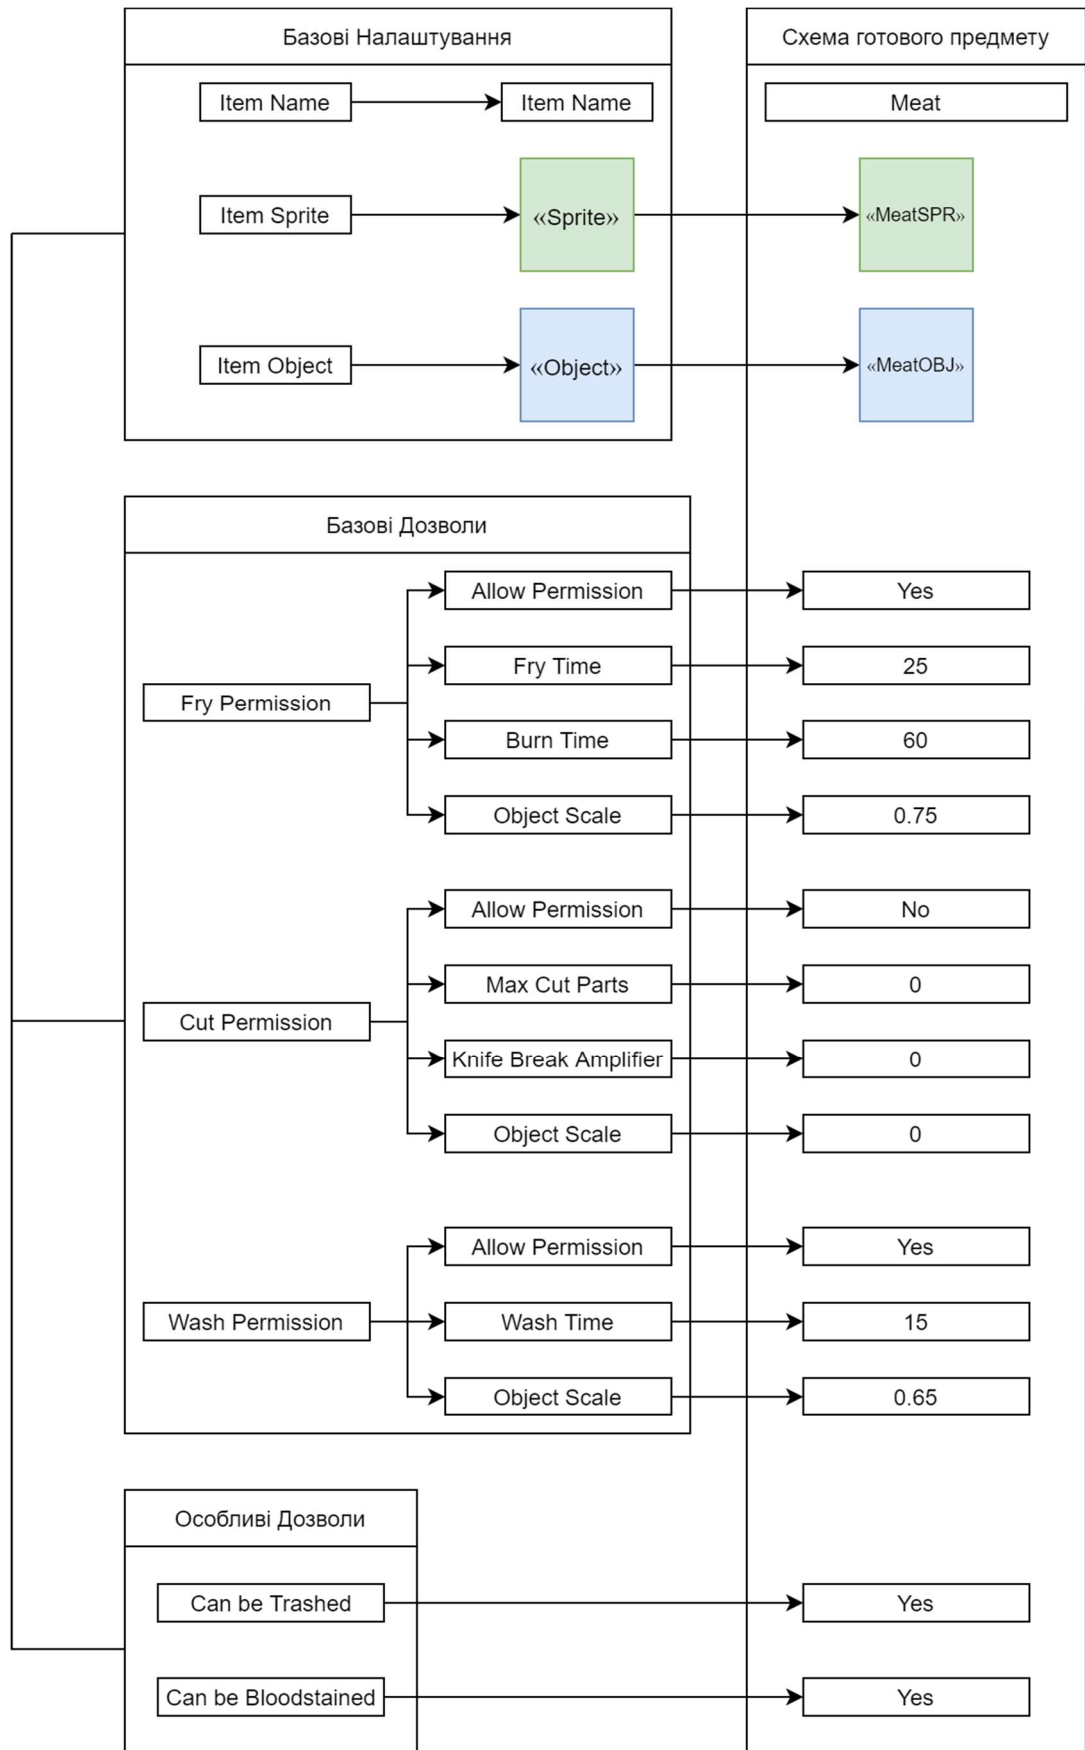 Базові Налаштування
Схема готового предмету
Item Name
Item Name
Meat
Item Sprite
«Sprite»
«MeatSPR»
Item Object
«Object»
«MeatOBJ»
Базові Дозволи
Fry Permission
Allow Permission
Yes
Fry Time
25
Burn Time
60
Object Scale
0.75
Cut Permission
Allow Permission
No
Max Cut Parts
0
Knife Break Amplifier
0
Object Scale
0
Wash Permission
Allow Permission
Yes
Wash Time
15
Object Scale
0.65
Особливі Дозволи
Can be Trashed
Yes
Can be Bloodstained
Yes